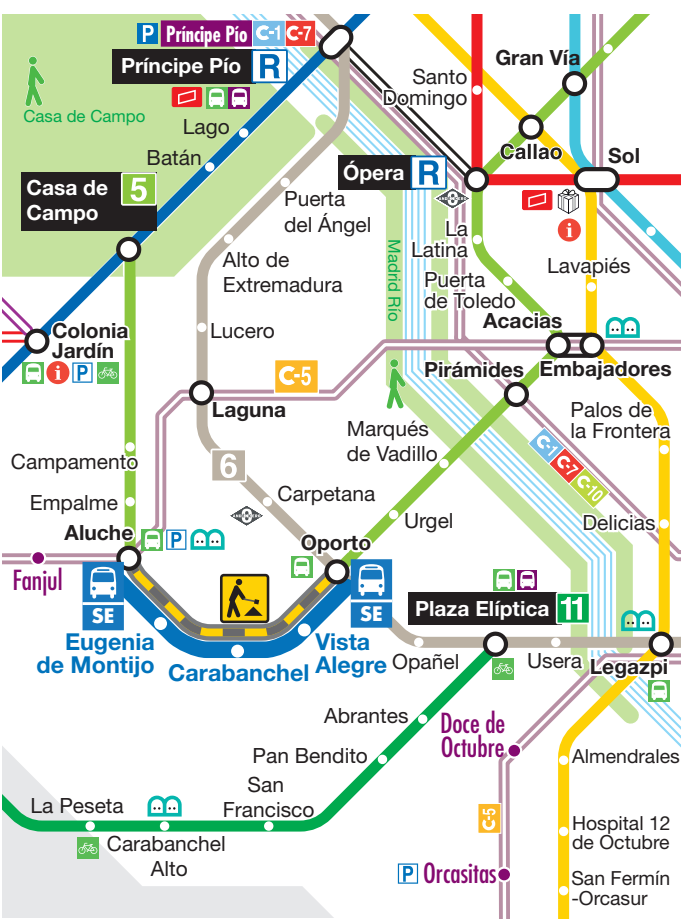 P Príncipe Pío C-1 C-7
Príncipe Pío R
Gran Vía
Santo
Domingo
Casa de Campo
Lago
Callao
Sol
Batán
Ópera R
Casa de
Campo
5
Puerta
del Ángel
La
Latina
Madrid Río
Alto de
Extremadura
Puerta
de Toledo
Lavapiés
i
Lucero
Acacias
Colonia
Jardín
i P
C-5
Pirámides
Embajadores
Laguna
Palos de
la Frontera
Marqués
de Vadillo
C-1
C-7
C-10
Campamento
6
Carpetana
Empalme
Urgel
Delicias
Aluche
P
Oporto
Fanjul
SE
SE
Plaza Elíptica 11
Eugenia
de Montijo
Carabanchel
Vista
Alegre
Opañel
Usera
Legazpi
Abrantes
Doce de
Octubre
Pan Bendito
Almendrales
San
Francisco
La Peseta
C-5
Carabanchel
Alto
Hospital 12
de Octubre
P Orcasitas
San Fermín
-Orcasur